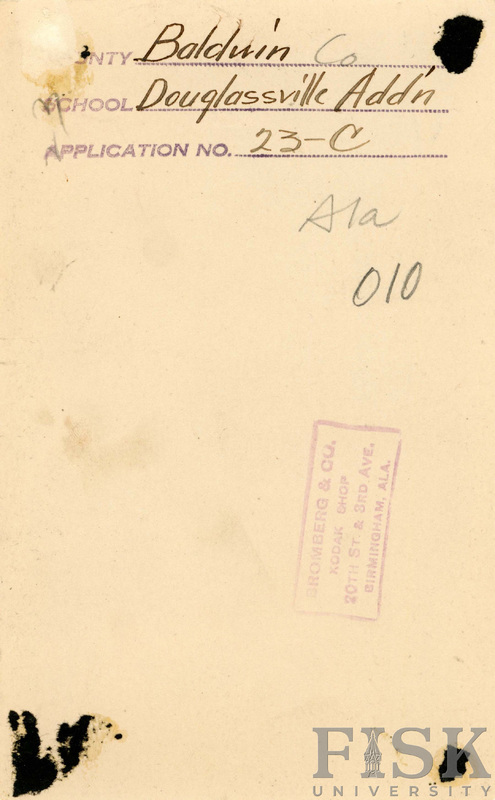 COUNTY Baldwin Co
SCHOOL Douglassville Add'n
APPLICATION NO. 23-C
Ala
010
BROMBERG & CO.
KODAK SHOP
20TH ST. & 3RD AVE.
BIRMINGHAM, ALA.
FISK
UNIVERSITY